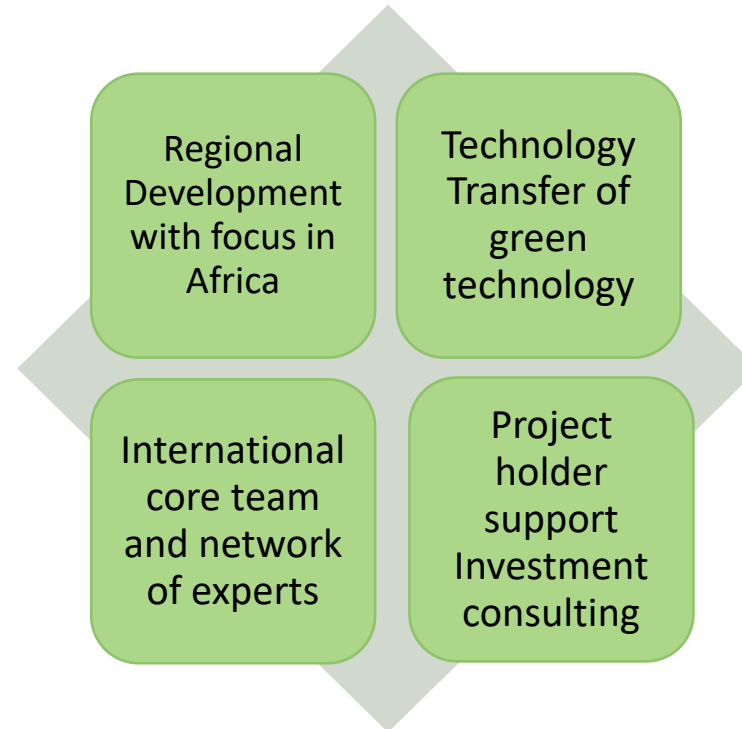 Regional
Development
with focus in
Africa
Technology
Transfer of
green
technology
International
core team
and network
of experts
Project
holder
support
Investment
consulting